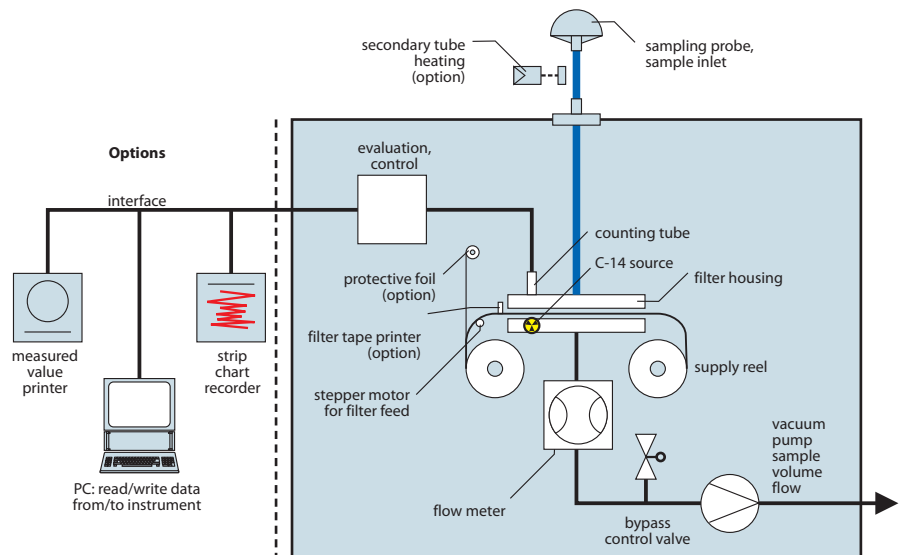 secondary tube
heating
(option)
sampling probe,
sample inlet
Options
evaluation,
control
interface
counting tube
C-14 source
protective foil
(option)
filter housing
filter tape printer
(option)
measured
value
printer
strip
chart
recorder
stepper motor
for filter feed
supply reel
PC: read/write data
from/to instrument
flow meter
bypass
control valve
vacuum
pump
sample
volume
flow